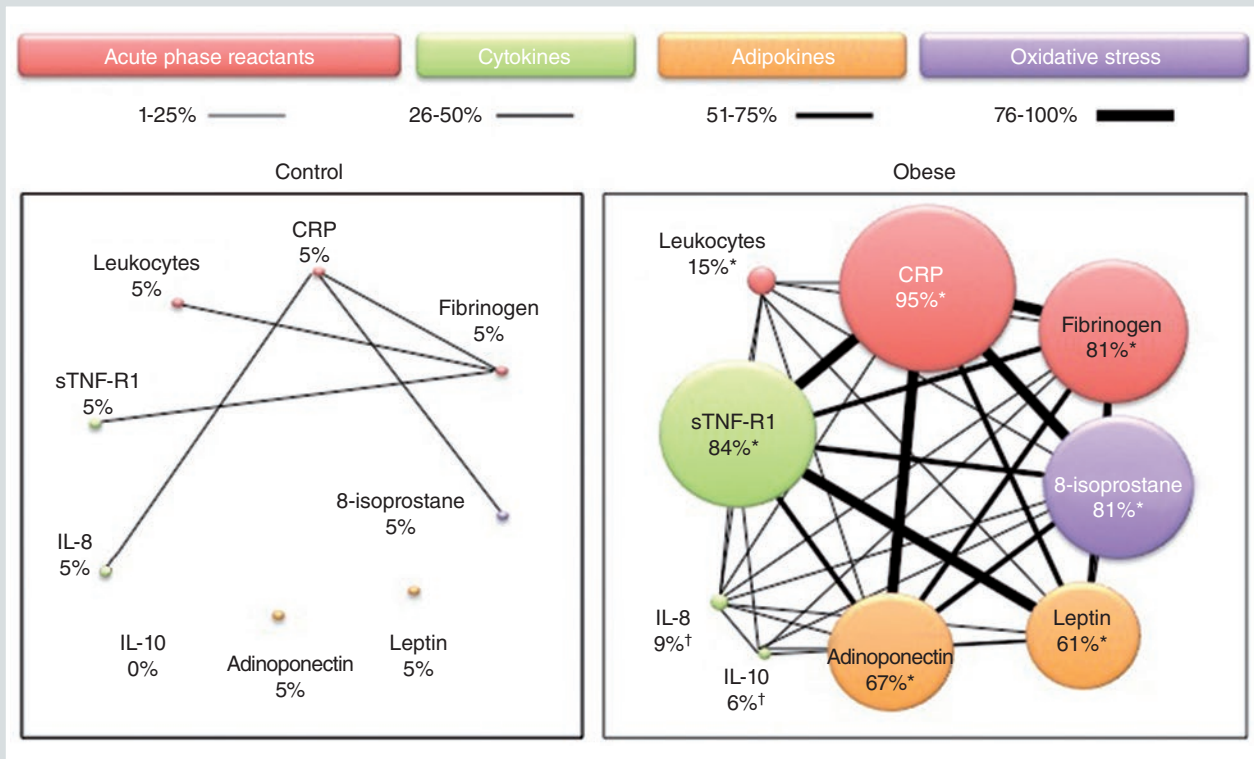 Acute phase reactants
Cytokines
Adipokines
Oxidative stress
1-25%
26-50%
51-75%
76-100%
Control
CRP
5%
Leukocytes
5%
Fibrinogen
5%
sTNF-R1
5%
8-isoprostane
5%
IL-8
5%
IL-10
0%
Adinoponectin
5%
Leptin
5%
Obese
Leukocytes
15%*
CRP
95%*
Fibrinogen
81%*
sTNF-R1
84%*
8-isoprostane
81%*
IL-8
9%†
IL-10
6%†
Adinoponectin
67%*
Leptin
61%*